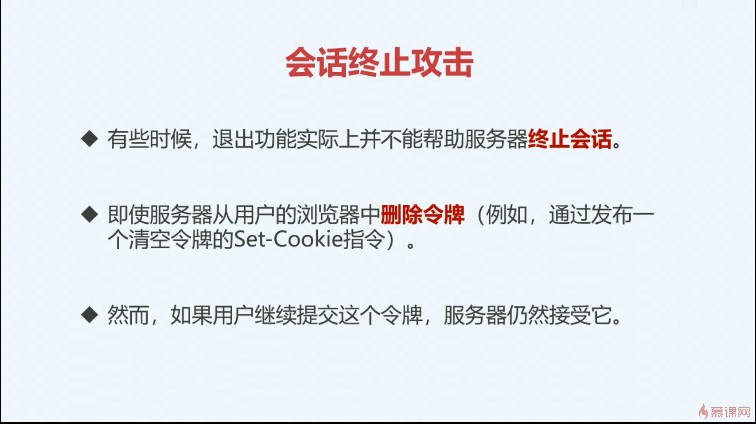 会话终止攻击
◆ 有些时候，退出功能实际上并不能帮助服务器终止会话。
◆ 即使服务器从用户的浏览器中删除令牌（例如，通过发布一
个清空令牌的Set-Cookie指令）。
◆ 然而，如果用户继续提交这个令牌，服务器仍然接受它。
慕课网